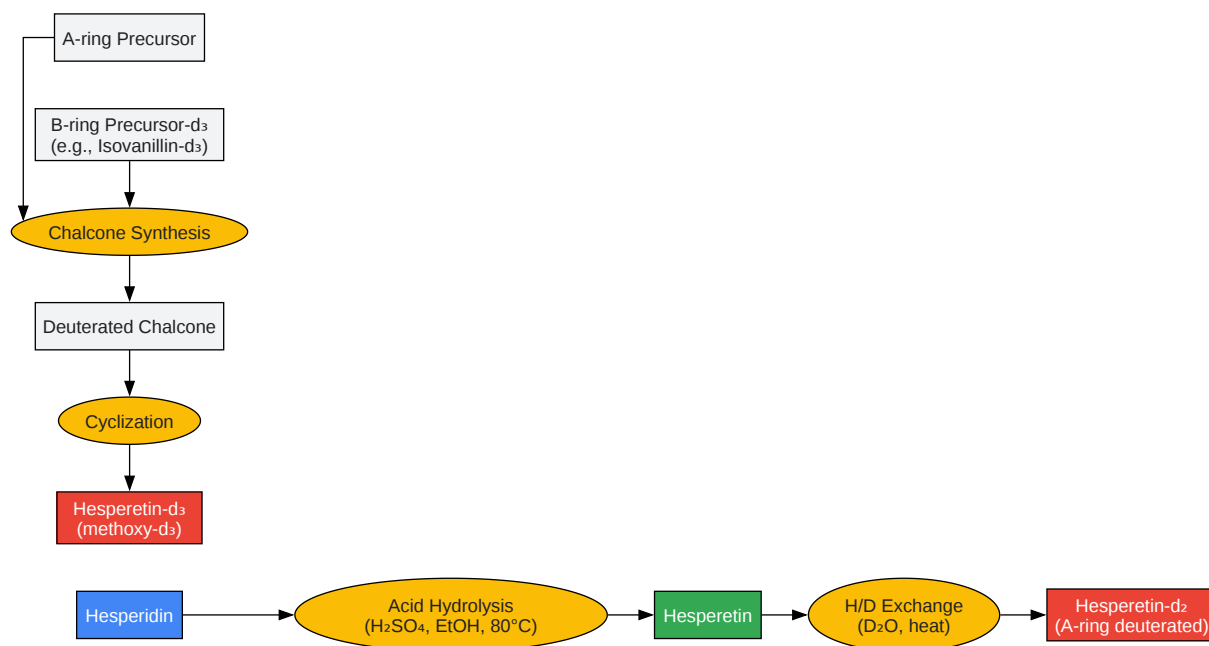 A-ring Precursor
B-ring Precursor-d₃
(e.g., Isovanillin-d₃)
Chalcone Synthesis
Deuterated Chalcone
Cyclization
Hesperetin-d₃
(methoxy-d₃)
Hesperidin
Acid Hydrolysis
(H₂SO₄, EtOH, 80°C)
Hesperetin
H/D Exchange
(D₂O, heat)
Hesperetin-d₂
(A-ring deuterated)